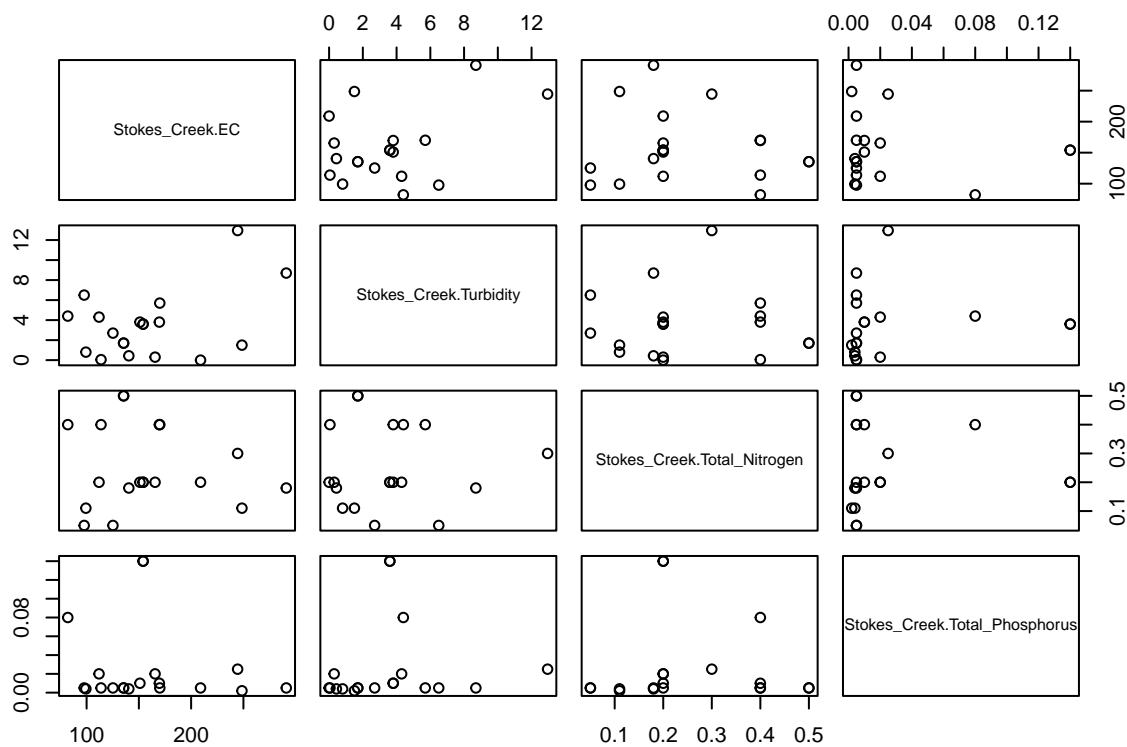 0 2 4 6 8 12
0.00 0.04 0.08 0.12
Stokes_Creek.EC
100 200
0 4 8 12
Stokes_Creek.Turbidity
Stokes_Creek.Total_Nitrogen
0.1 0.3 0.5
0.00 0.08
Stokes_Creek.Total_Phosphorus
100 200
0.1 0.2 0.3 0.4 0.5